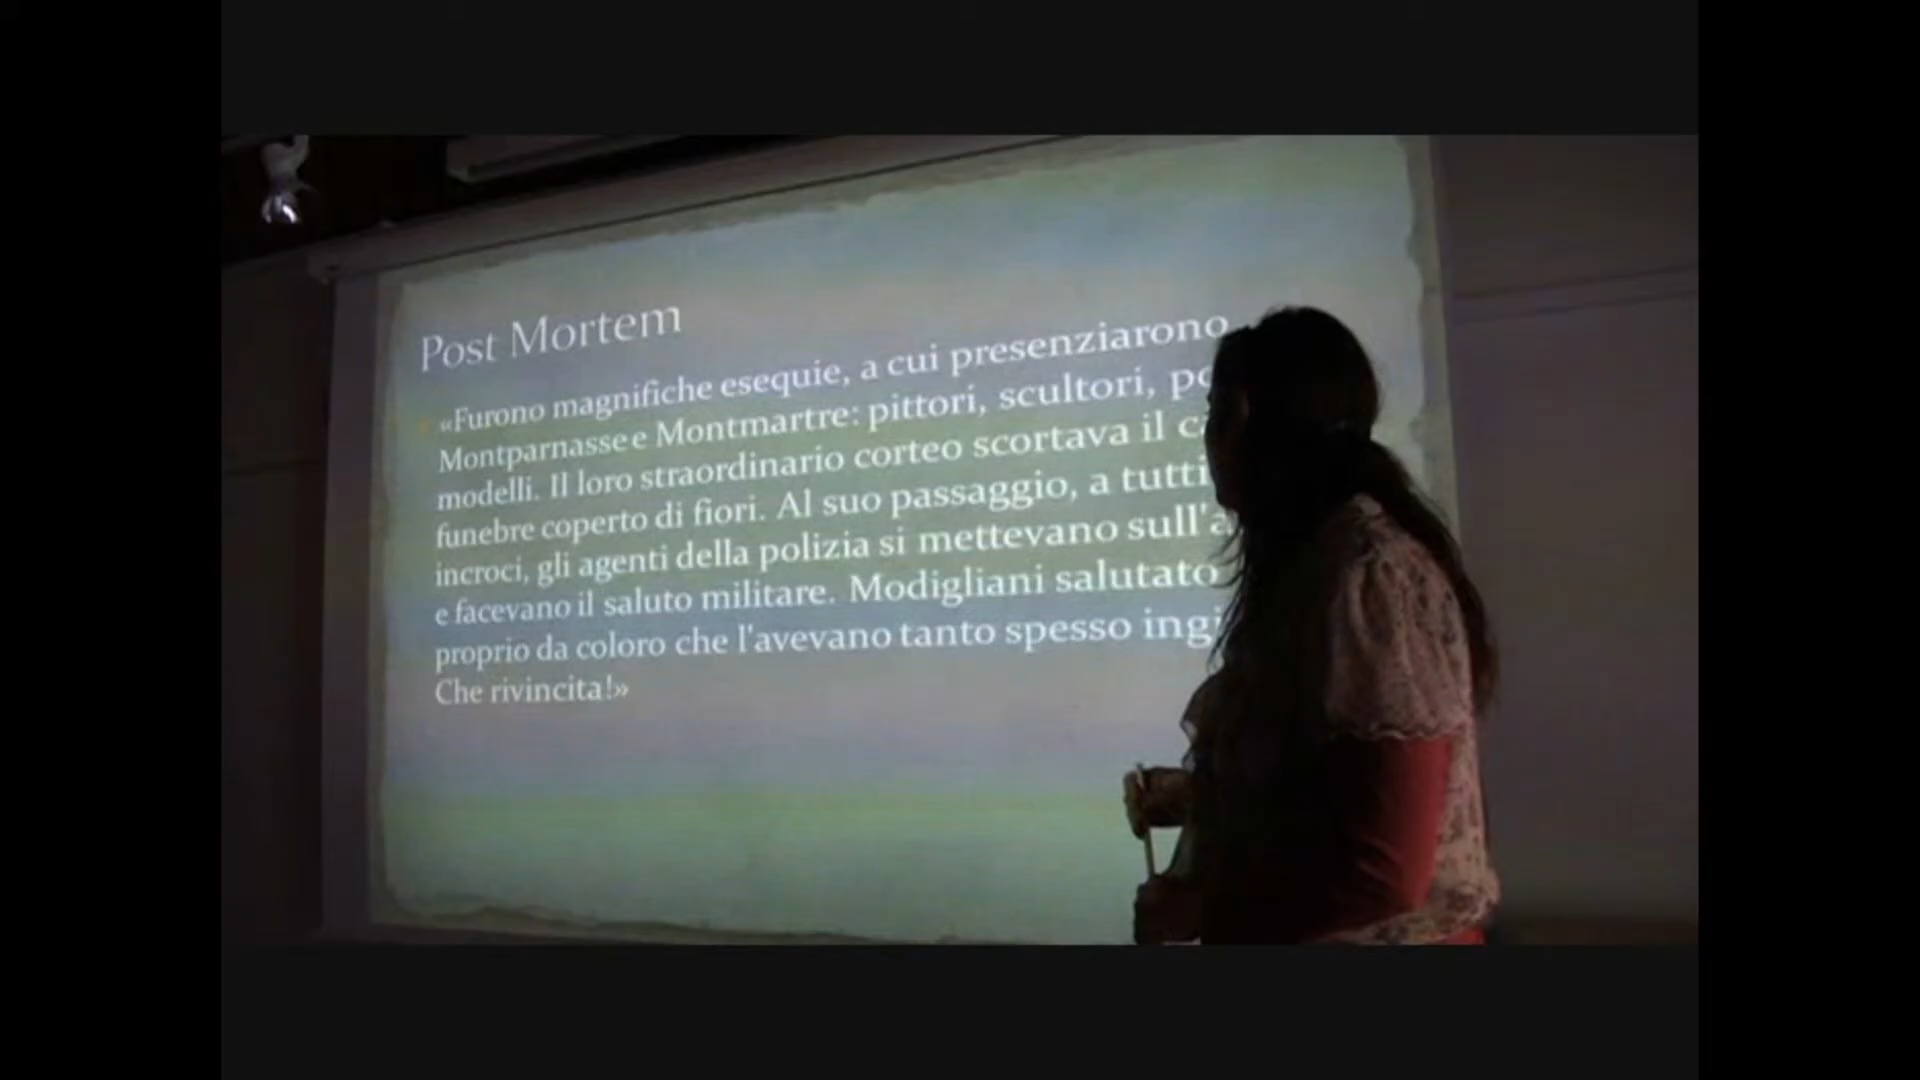 Post Mortem
«Furono magnifiche esequie, a cui presenziarono
Montparnasse e Montmartre: pittori, scultori,
modelli. Il loro straordinario corteo scortava il
funebre coperto di fiori. Al suo passaggio, a tutti
incroci, gli agenti della polizia si mettevano
e facevano il saluto militare. Modigliani salutato
proprio da coloro che l'avevano tanto spesso
Che rivincita!»